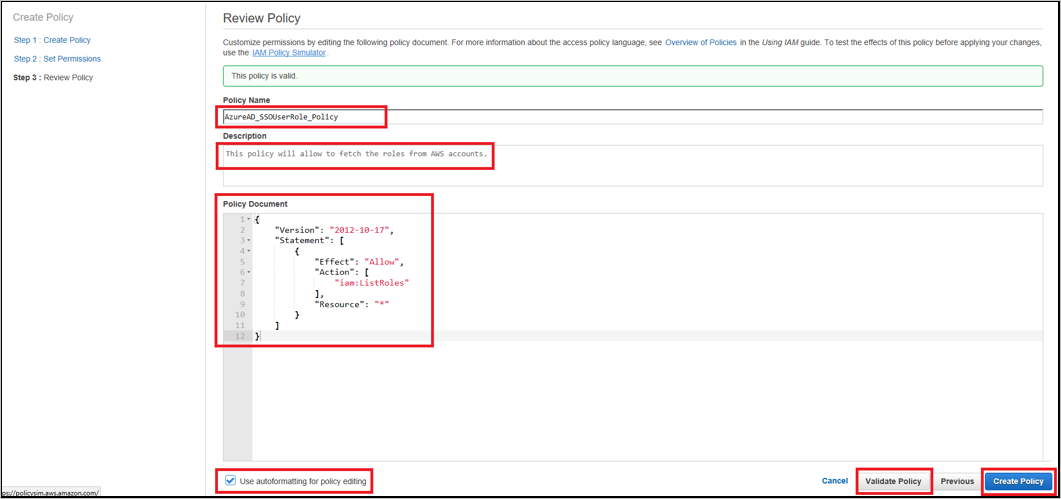 Create Policy
Step 1 : Create Policy
Step 2 : Set Permissions
Step 3 : Review Policy
Review Policy
Customize permissions by editing the following policy document. For more information about the access policy language, see Overview of Policies in the Using IAM guide. To test the effects of this policy before applying your changes,
use the IAM Policy Simulator.
This policy is valid.
Policy Name
AzureAD_SSOUserRole_Policy
Description
This policy will allow to fetch the roles from AWS accounts.
Policy Document
1 {
2 "Version": "2012-10-17",
3 "Statement": [
4 {
5 "Effect": "Allow",
6 "Action": [
7 "iam:ListRoles"
8 ],
9 "Resource": "*"
10 }
11 ]
12 }
Use autoformatting for policy editing
Cancel
Validate Policy
Previous
Create Policy
ps://policysim.aws.amazon.com/